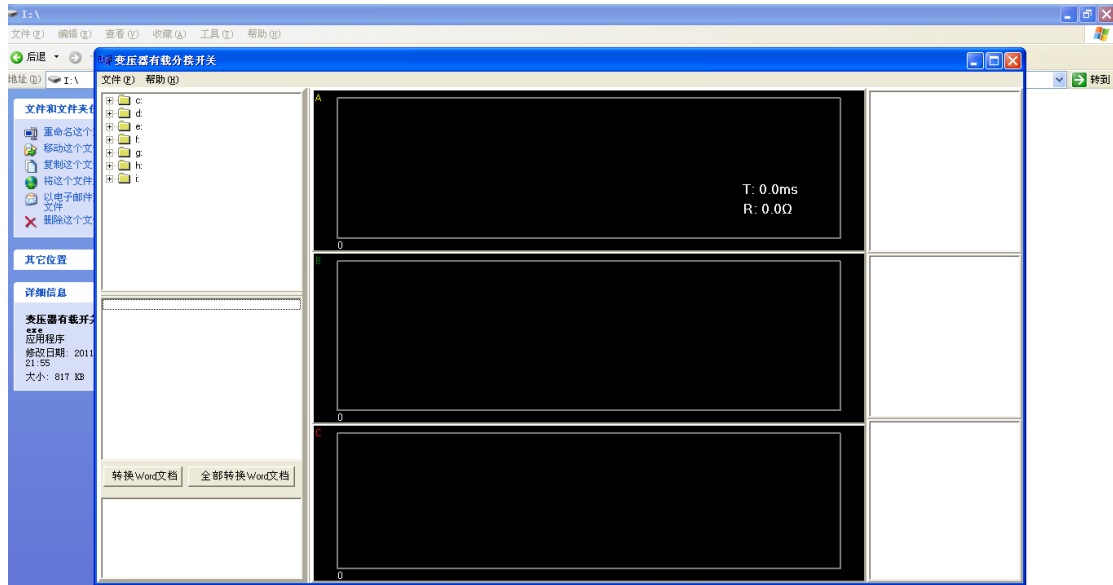 I:\
文件(F) 编辑(E) 查看(V) 收藏(A) 工具(T) 帮助(H)
后退
地址(D) I:\
转到
文件和文件夹
重命名这个
移动这个文
复制这个文
将这个文件
以电子邮件
文件
删除这个文
其它位置
详细信息
变压器有载开
exe
应用程序
修改日期: 2011
21:55
大小: 817 KB
变压器有载分接开关
文件(F) 帮助(H)
c:
d:
e:
f:
g:
h:
i:
转换Word文档 全部转换Word文档
A
T: 0.0ms
R: 0.0Ω
0
B
0
C
0